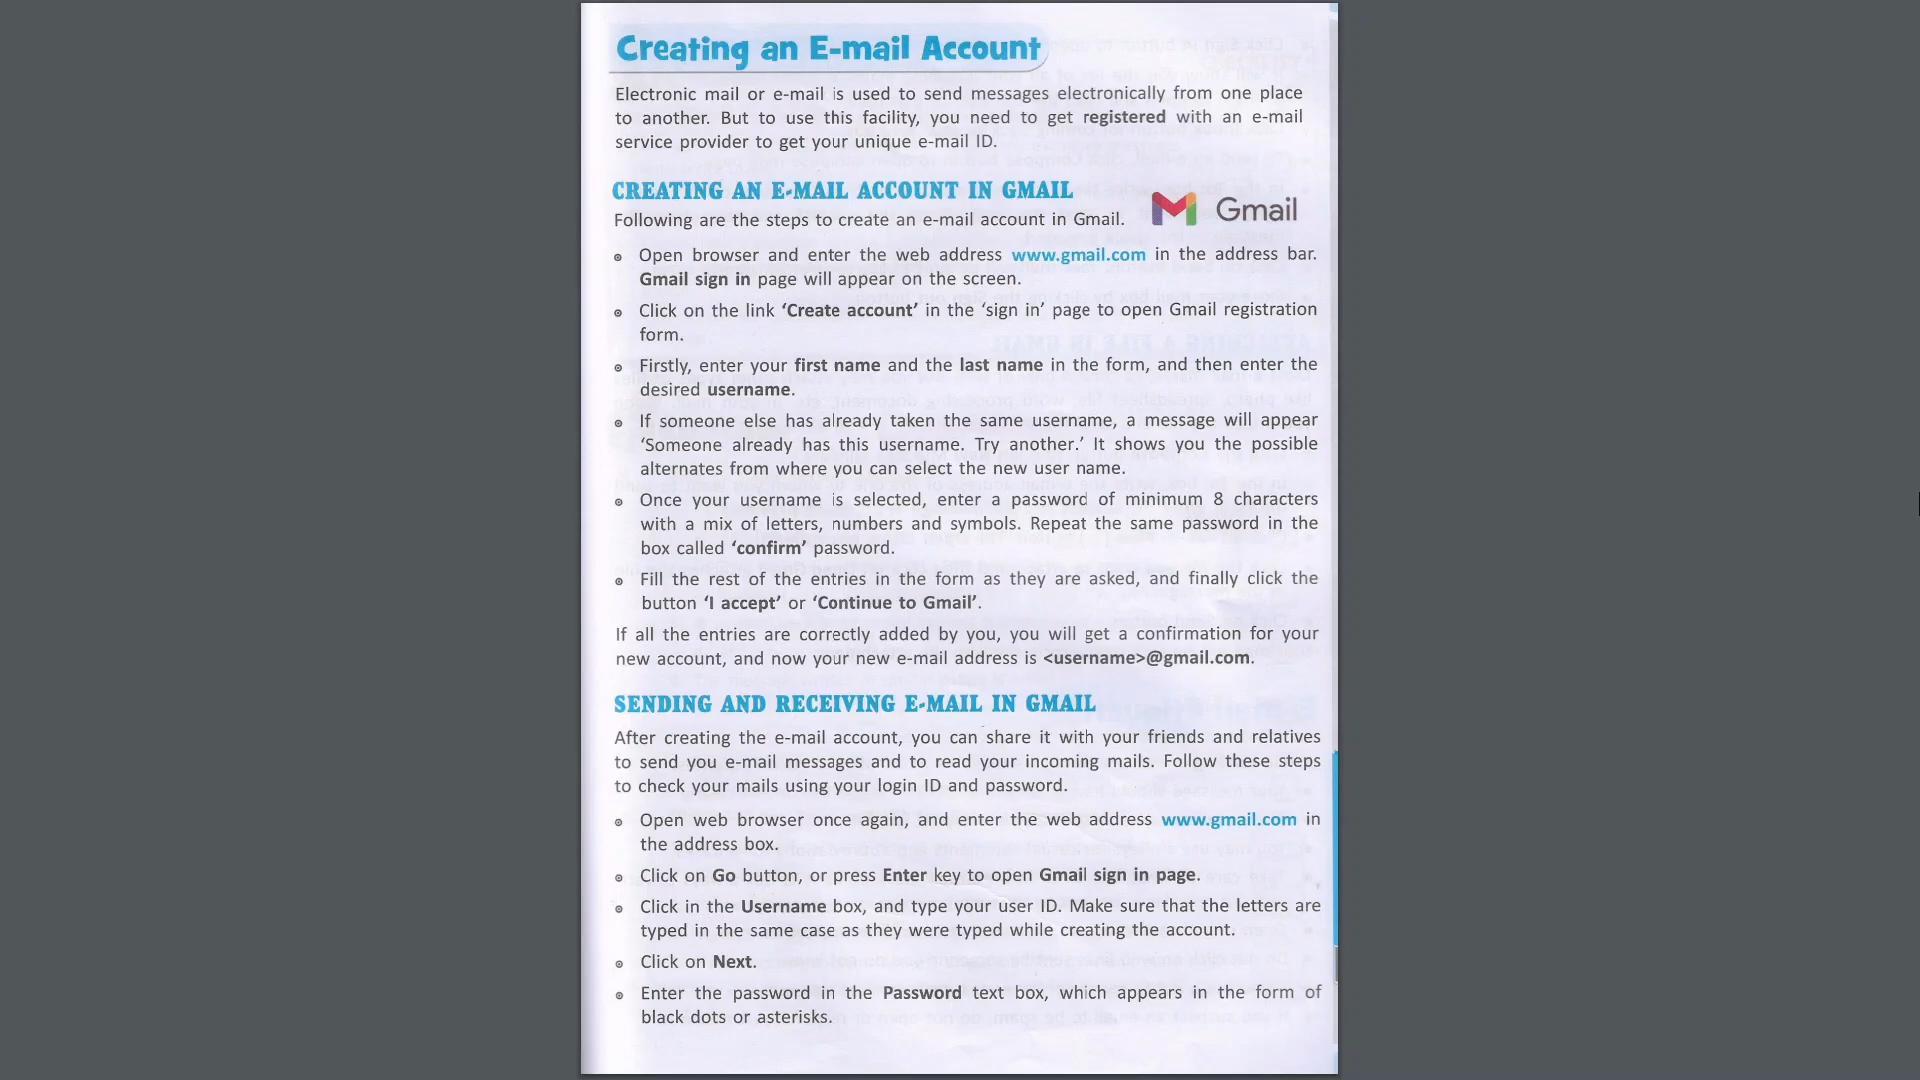 Creating an E-mail Account
Electronic mail or e-mail is used to send messages electronically from one place
to another. But to use this facility, you need to get registered with an e-mail
service provider to get your unique e-mail ID.
CREATING AN E-MAIL ACCOUNT IN GMAIL
Gmail
Following are the steps to create an e-mail account in Gmail.
Open browser and enter the web address www.gmail.com in the address bar.
Gmail sign in page will appear on the screen.
Click on the link ‘Create account’ in the ‘sign in’ page to open Gmail registration
form.
Firstly, enter your first name and the last name in the form, and then enter the
desired username.
If someone else has already taken the same username, a message will appear
‘Someone already has this username. Try another.’ It shows you the possible
alternates from where you can select the new user name.
Once your username is selected, enter a password of minimum 8 characters
with a mix of letters, numbers and symbols. Repeat the same password in the
box called ‘confirm’ password.
Fill the rest of the entries in the form as they are asked, and finally click the
button ‘I accept’ or ‘Continue to Gmail’.
If all the entries are correctly added by you, you will get a confirmation for your
new account, and now your new e-mail address is <username>@gmail.com.
SENDING AND RECEIVING E-MAIL IN GMAIL
After creating the e-mail account, you can share it with your friends and relatives
to send you e-mail messages and to read your incoming mails. Follow these steps
to check your mails using your login ID and password.
Open web browser once again, and enter the web address www.gmail.com in
the address box.
Click on Go button, or press Enter key to open Gmail sign in page.
Click in the Username box, and type your user ID. Make sure that the letters are
typed in the same case as they were typed while creating the account.
Click on Next.
Enter the password in the Password text box, which appears in the form of
black dots or asterisks.